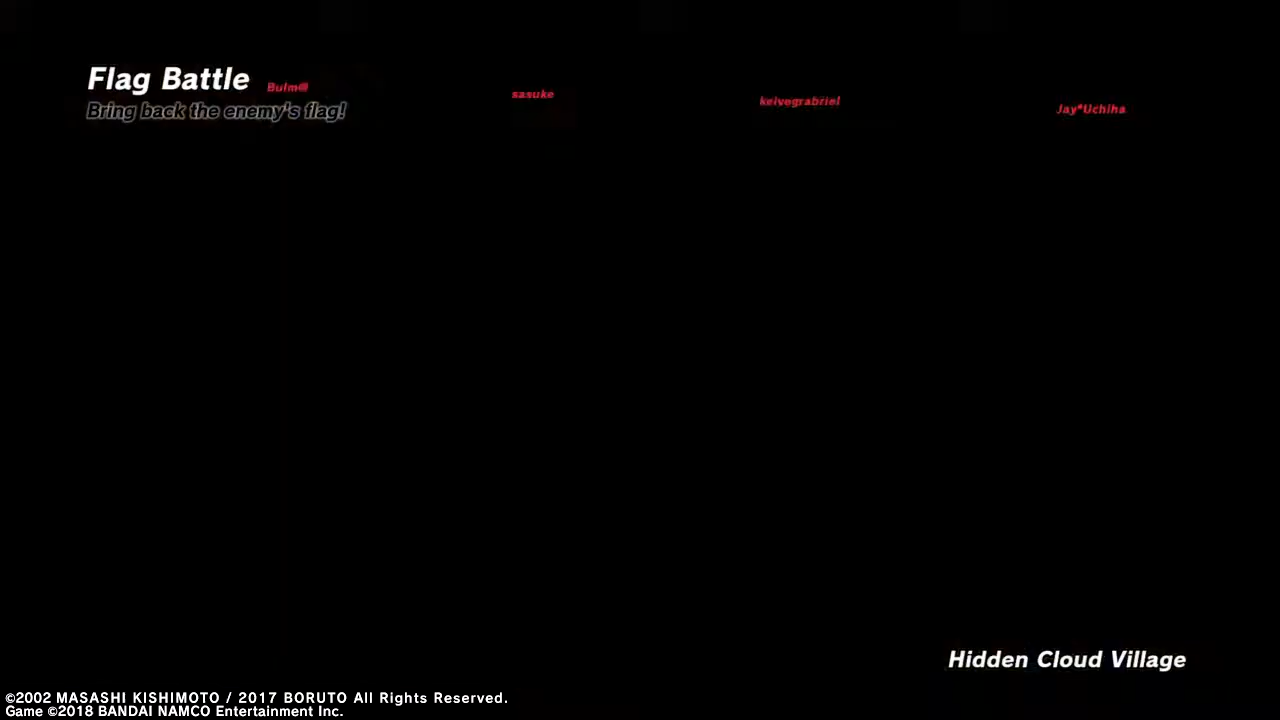 Flag Battle
Bulm@
sasuke
kelvegrabriel
Jay*Uchiha
Bring back the enemy's flag!
Hidden Cloud Village
©2002 MASASHI KISHIMOTO / 2017 BORUTO All Rights Reserved.
Game ©2018 BANDAI NAMCO Entertainment Inc.